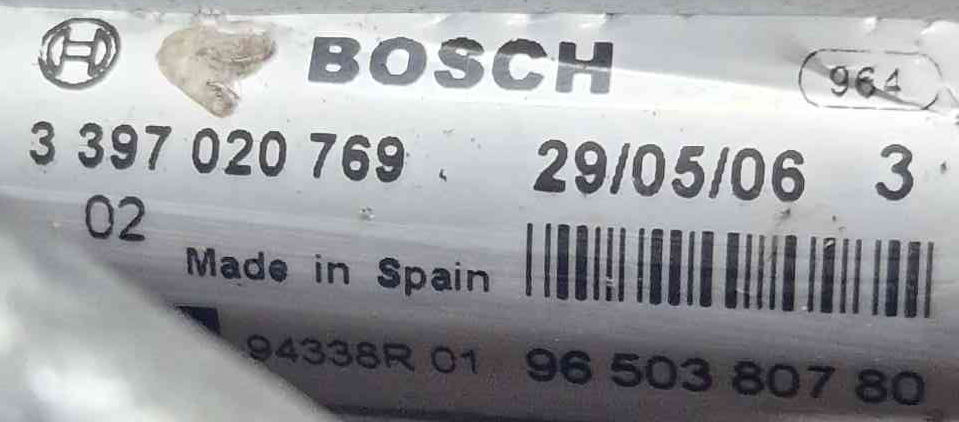 BOSCH 964
3 397 020 769 29/05/06 3
02
Made in Spain
94338R 01 96 503 807 80